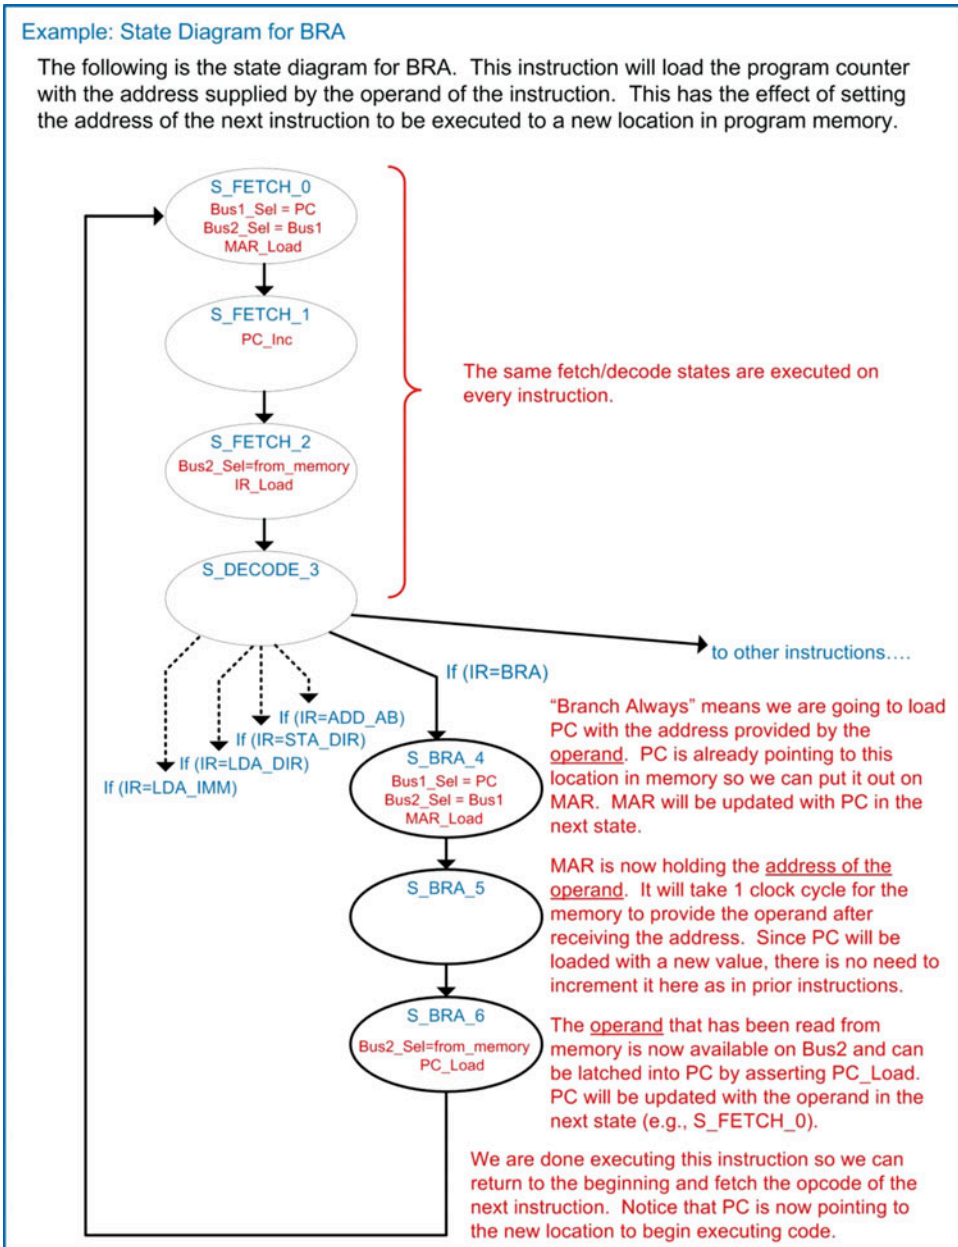 Example: State Diagram for BRA
The following is the state diagram for BRA. This instruction will load the program counter
with the address supplied by the operand of the instruction. This has the effect of setting
the address of the next instruction to be executed to a new location in program memory.
S_FETCH_0
Bus1_Sel = PC
Bus2_Sel = Bus1
MAR_Load
S_FETCH_1
PC_Inc
The same fetch/decode states are executed on
every instruction.
S_FETCH_2
Bus2_Sel=from_memory
IR_Load
S_DECODE_3
to other instructions....
If (IR=BRA)
If (IR=ADD_AB)
If (IR=STA_DIR)
If (IR=LDA_DIR)
If (IR=LDA_IMM)
S_BRA_4
Bus1_Sel = PC
Bus2_Sel = Bus1
MAR_Load
“Branch Always” means we are going to load
PC with the address provided by the
operand. PC is already pointing to this
location in memory so we can put it out on
MAR. MAR will be updated with PC in the
next state.
S_BRA_5
MAR is now holding the address of the
operand. It will take 1 clock cycle for the
memory to provide the operand after
receiving the address. Since PC will be
loaded with a new value, there is no need to
increment it here as in prior instructions.
S_BRA_6
Bus2_Sel=from_memory
PC_Load
The operand that has been read from
memory is now available on Bus2 and can
be latched into PC by asserting PC_Load.
PC will be updated with the operand in the
next state (e.g., S_FETCH_0).
We are done executing this instruction so we can
return to the beginning and fetch the opcode of the
next instruction. Notice that PC is now pointing to
the new location to begin executing code.